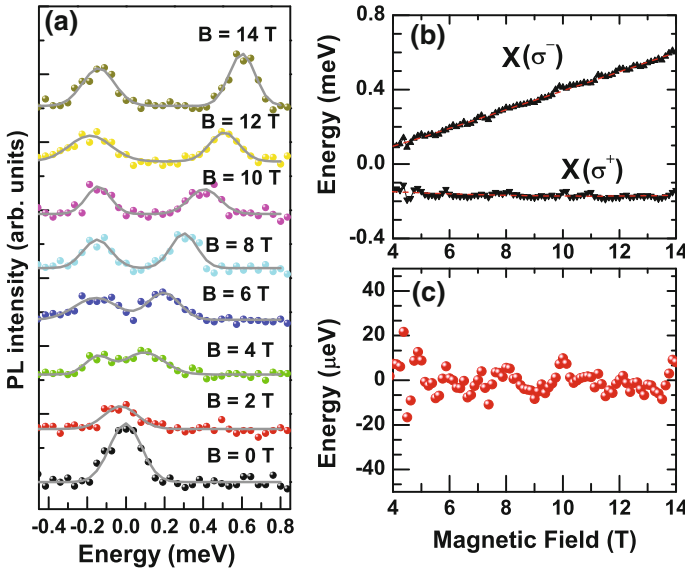 (a)
B = 14 T
B = 12 T
B = 10 T
B = 8 T
B = 6 T
B = 4 T
B = 2 T
B = 0 T
PL intensity (arb. units)
-0.4 -0.2 0.0 0.2 0.4 0.6 0.8
Energy (meV)
(b)
X(σ⁻)
X(σ⁺)
0.8
0.4
0.0
-0.4
Energy (meV)
4 6 8 10 12 14
(c)
40
20
0
-20
-40
Energy (μeV)
4 6 8 10 12 14
Magnetic Field (T)